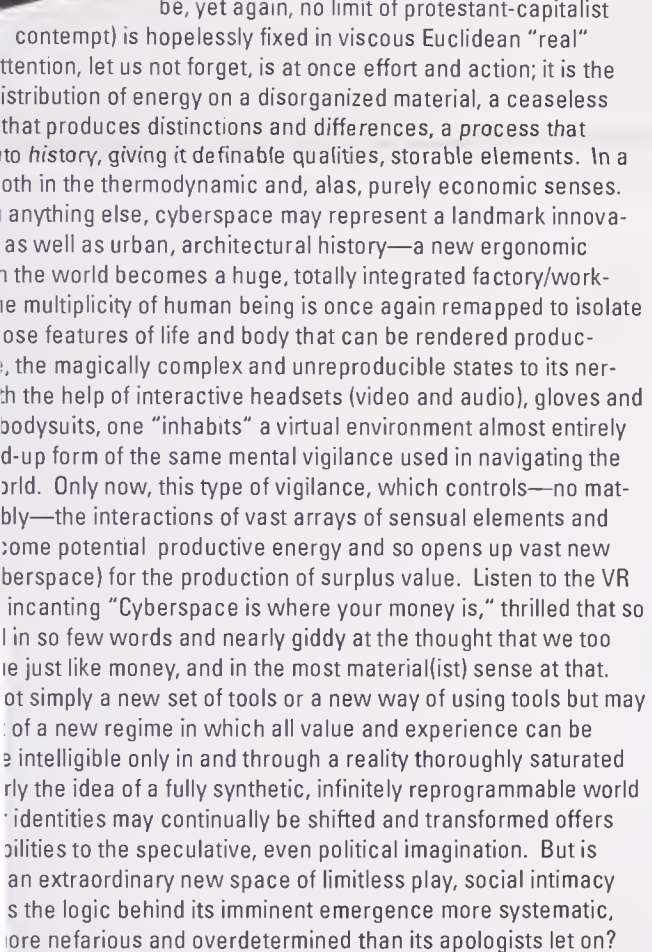 be, yet again, no limit of protestant-capitalist
contempt) is hopelessly fixed in viscous Euclidean “real”
ttention, let us not forget, is at once effort and action; it is the
istribution of energy on a disorganized material, a ceaseless
that produces distinctions and differences, a process that
to history, giving it definable qualities, storable elements. In a
oth in the thermodynamic and, alas, purely economic senses.
anything else, cyberspace may represent a landmark innova-
as well as urban, architectural history—a new ergonomic
the world becomes a huge, totally integrated factory/work-
multiplicity of human being is once again remapped to isolate
ose features of life and body that can be rendered produc-
, the magically complex and unreproducible states to its ner-
th the help of interactive headsets (video and audio), gloves and
bodysuits, one “inhabits” a virtual environment almost entirely
d-up form of the same mental vigilance used in navigating the
orld. Only now, this type of vigilance, which controls—no mat-
bly—the interactions of vast arrays of sensual elements and
come potential productive energy and so opens up vast new
berspace) for the production of surplus value. Listen to the VR
incanting “Cyberspace is where your money is,” thrilled that so
in so few words and nearly giddy at the thought that we too
just like money, and in the most material(ist) sense at that.
ot simply a new set of tools or a new way of using tools but may
of a new regime in which all value and experience can be
intelligible only in and through a reality thoroughly saturated
rly the idea of a fully synthetic, infinitely reprogrammable world
identities may continually be shifted and transformed offers
bilities to the speculative, even political imagination. But is
an extraordinary new space of limitless play, social intimacy
s the logic behind its imminent emergence more systematic,
ore nefarious and overdetermined than its apologists let on?